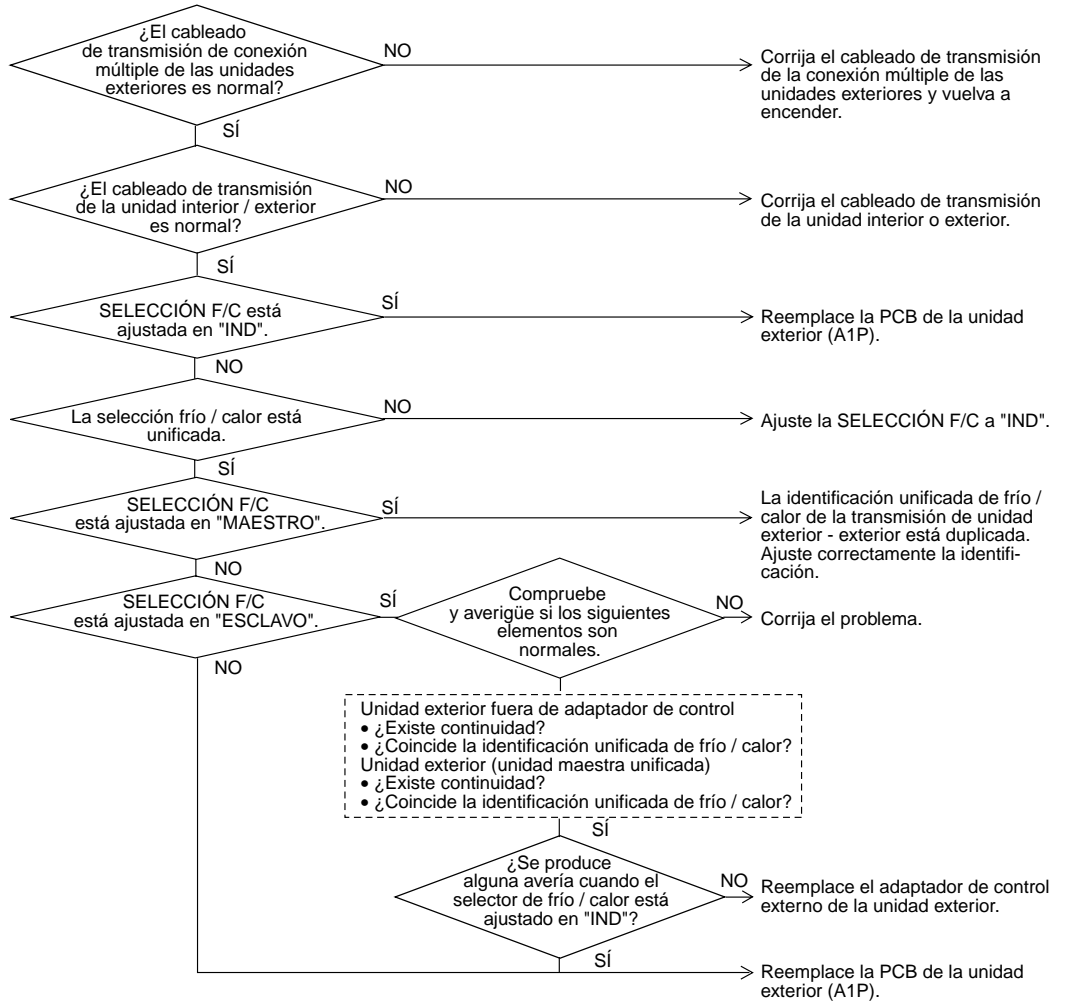 ¿El cableado
de transmisión de conexión
múltiple de las unidades
exteriores es normal?
NO
Corrija el cableado de transmisión
de la conexión múltiple de las
unidades exteriores y vuelva a
encender.
SÍ
¿El cableado de transmisión
de la unidad interior / exterior
es normal?
NO
Corrija el cableado de transmisión
de la unidad interior o exterior.
SÍ
SELECCIÓN F/C está
ajustada en "IND".
SÍ
Reemplace la PCB de la unidad
exterior (A1P).
NO
La selección frío / calor está
unificada.
NO
Ajuste la SELECCIÓN F/C a "IND".
SÍ
SELECCIÓN F/C
está ajustada en "MAESTRO".
SÍ
La identificación unificada de frío /
calor de la transmisión de unidad
exterior - exterior está duplicada.
Ajuste correctamente la identifi-
cación.
NO
SELECCIÓN F/C
está ajustada en "ESCLAVO".
SÍ
Compruebe
y averigüe si los siguientes
elementos son
normales.
NO
Corrija el problema.
NO
Unidad exterior fuera de adaptador de control
• ¿Existe continuidad?
• ¿Coincide la identificación unificada de frío / calor?
Unidad exterior (unidad maestra unificada)
• ¿Existe continuidad?
• ¿Coincide la identificación unificada de frío / calor?
SÍ
¿Se produce
alguna avería cuando el
selector de frío / calor está
ajustado en "IND"?
NO
Reemplace el adaptador de control
externo de la unidad exterior.
SÍ
Reemplace la PCB de la unidad
exterior (A1P).